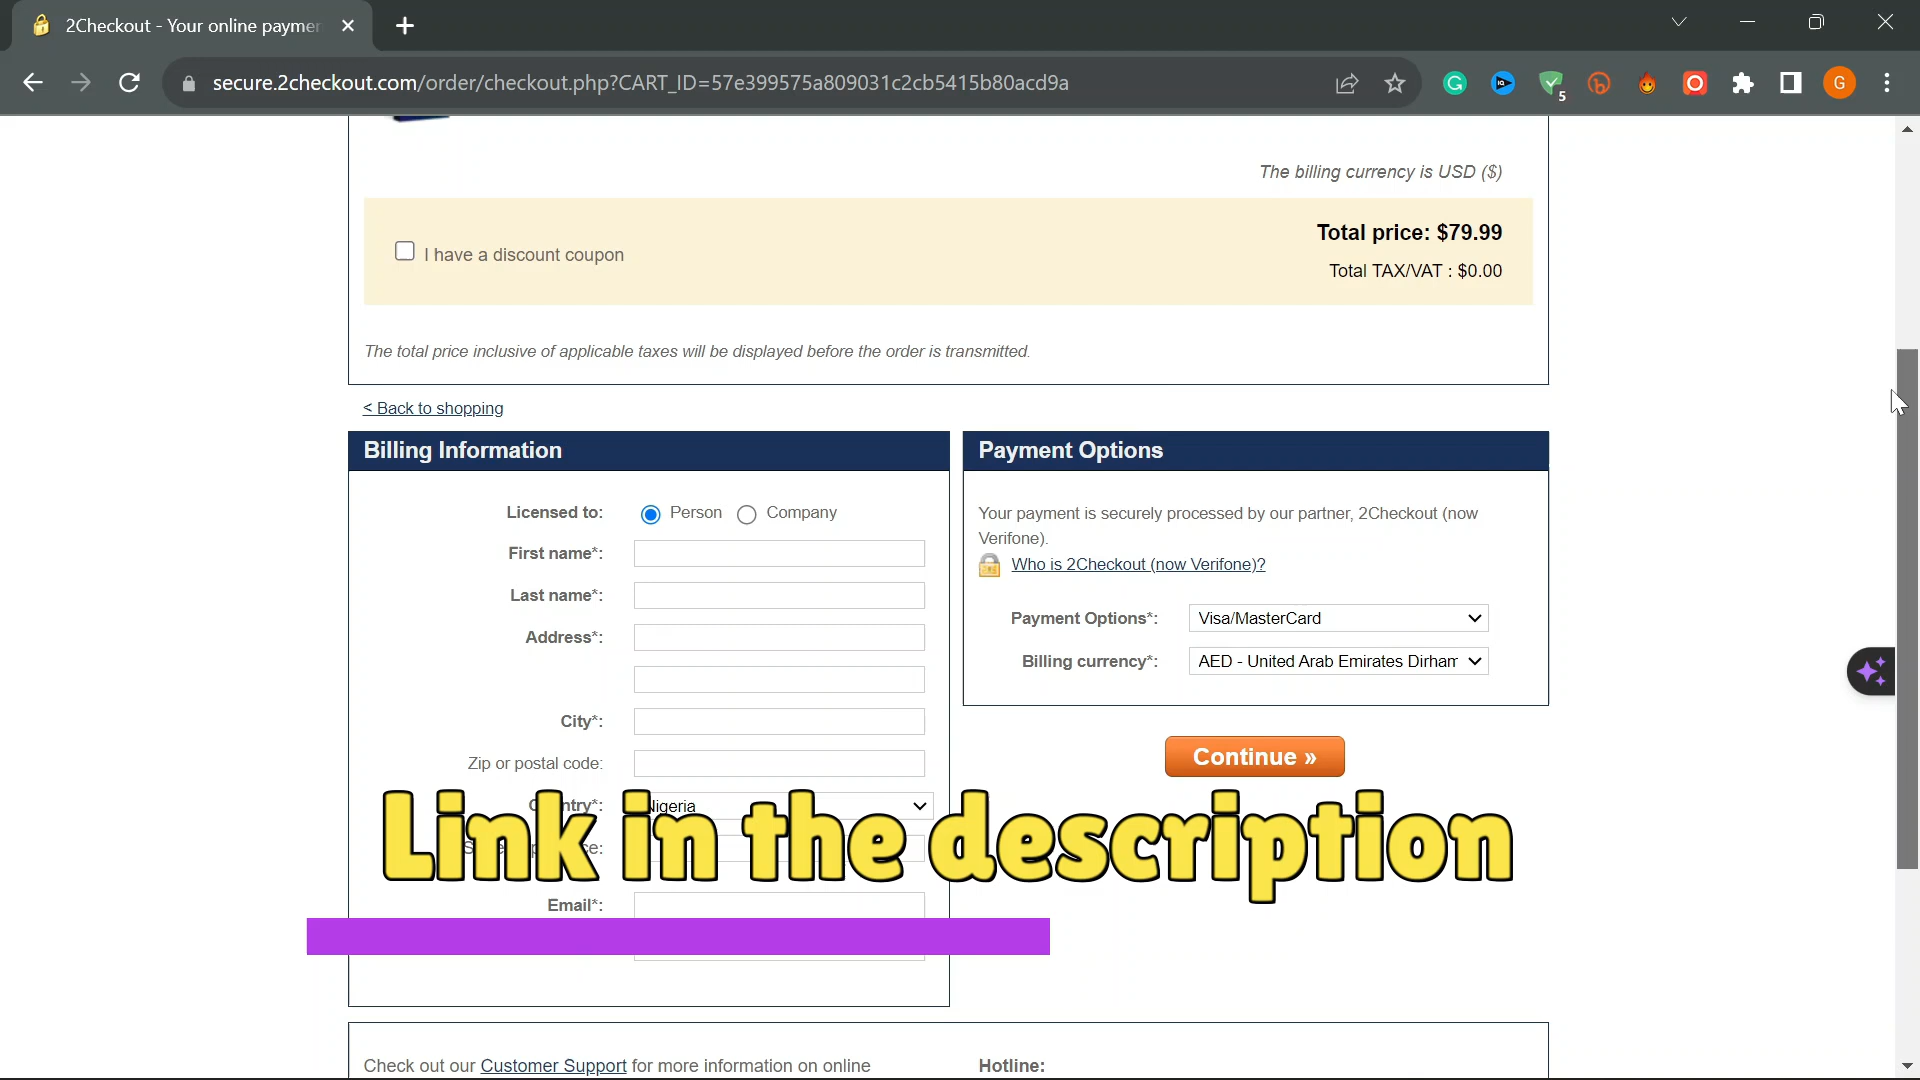 2Checkout - Your online paymen
secure.2checkout.com/order/checkout.php?CART_ID=57e399575a809031c2cb5415b80acd9a
5
G
The billing currency is USD ($)
I have a discount coupon
Total price: $79.99
Total TAX/VAT : $0.00
The total price inclusive of applicable taxes will be displayed before the order is transmitted.
< Back to shopping
Billing Information
Licensed to:
Person
Company
First name*:
Last name*:
Address*:
City*:
Zip or postal code:
Nigeria
Email*:
Payment Options
Your payment is securely processed by our partner, 2Checkout (now
Verifone).
Who is 2Checkout (now Verifone)?
Payment Options*:
Visa/MasterCard
Billing currency*:
AED - United Arab Emirates Dirham
Continue »
Link in the description
Check out our Customer Support for more information on online
Hotline: